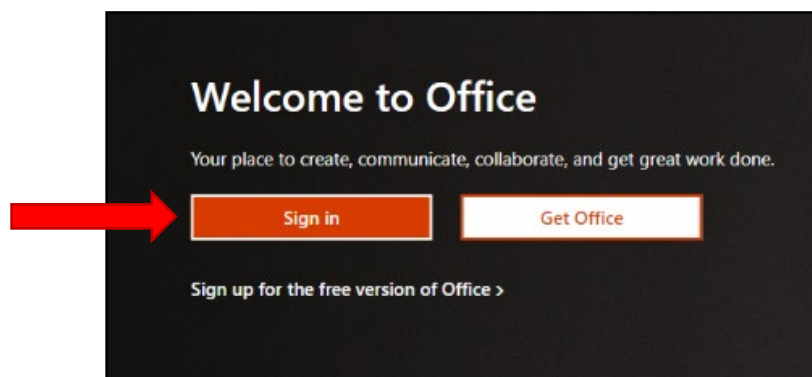 Welcome to Office
Your place to create, communicate, collaborate, and get great work done.
Sign in
Get Office
Sign up for the free version of Office >